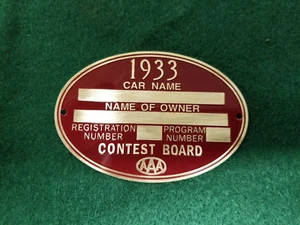 1933
CAR NAME
NAME OF OWNER
REGISTRATION PROGRAM
NUMBER NUMBER
CONTEST BOARD
AAA